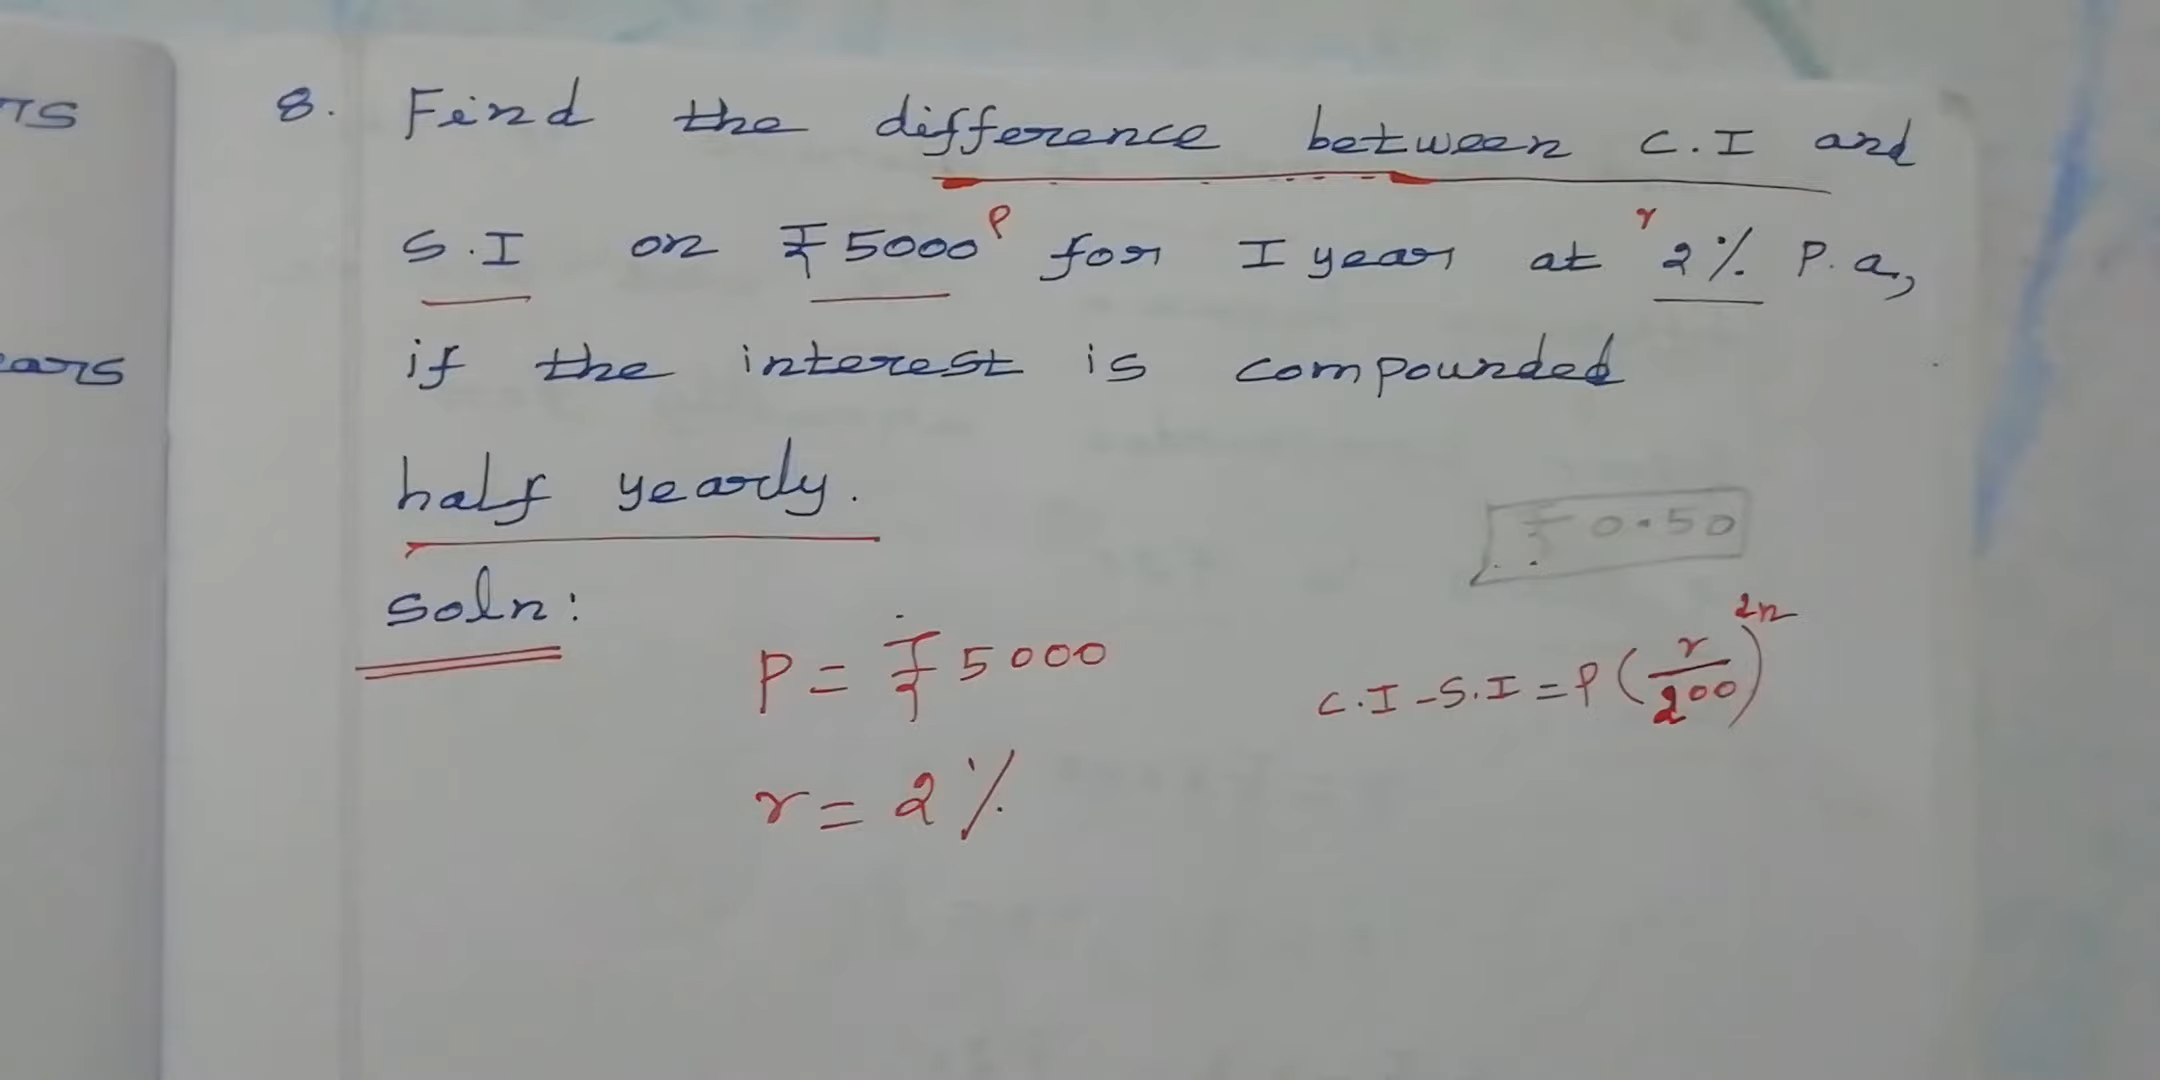 TS
ears
8. Find the difference between C.I and
S.I on ₹5000 P for I year at r 2% P.a,
if the interest is compounded
half yearly.
₹0.50
Soln:
P = ₹5000
C.I-S.I = P(r/200)^2n
r = 2%